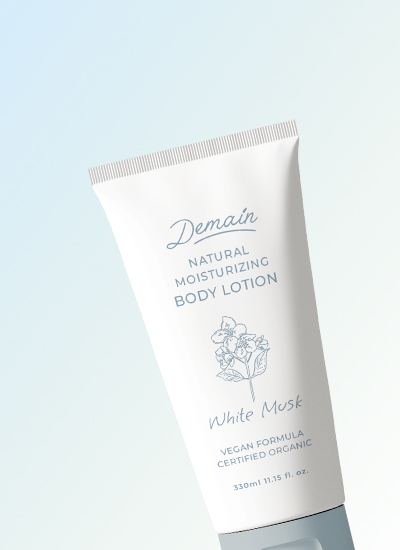 Demain
NATURAL
MOISTURIZING
BODY LOTION
White Musk
VEGAN FORMULA
CERTIFIED ORGANIC
330ml 11.15 fl. oz.